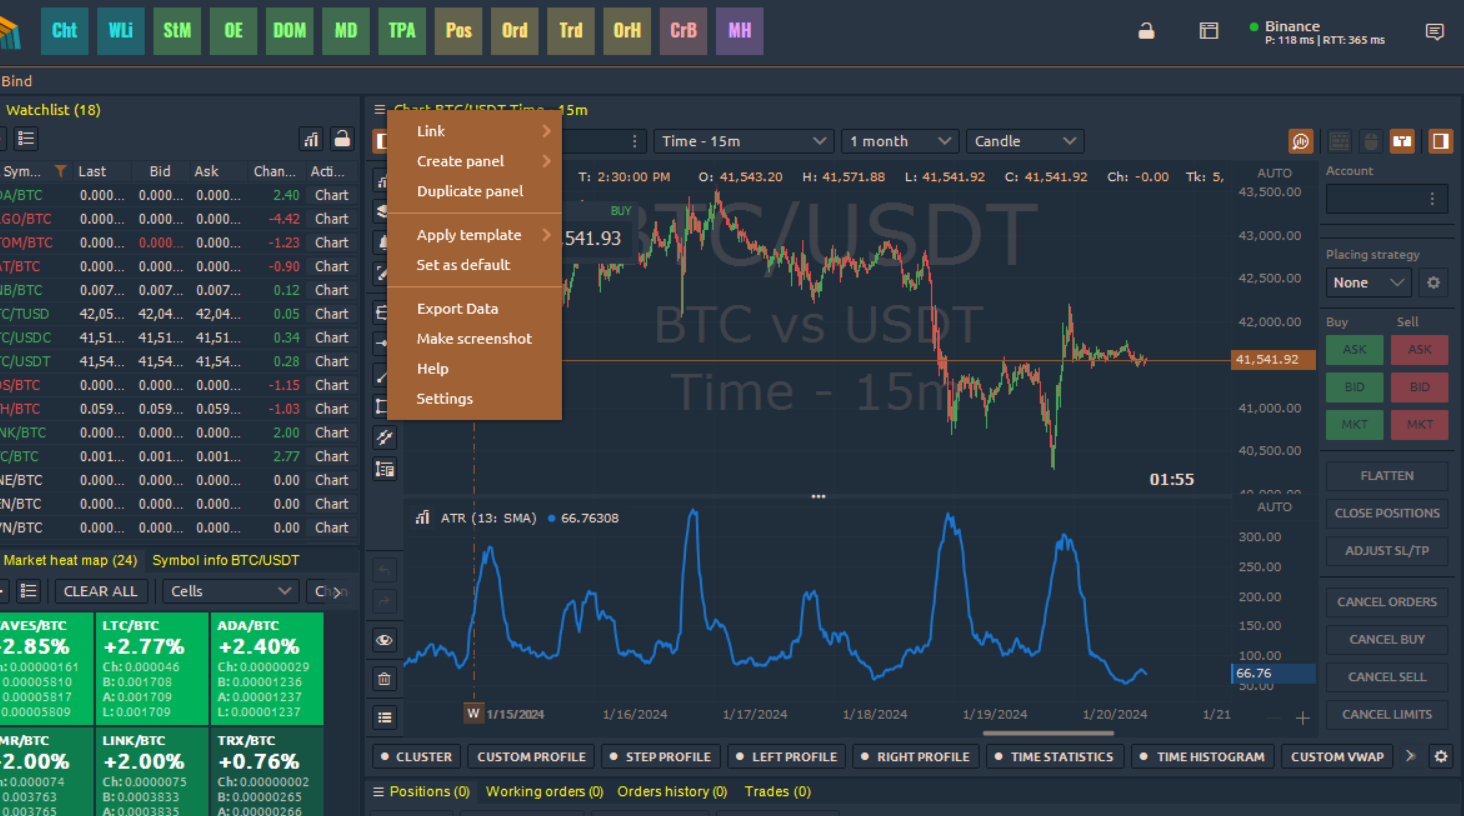 Cht WLi StM OE DOM MD TPA Pos Ord Trd OrH CrB MH
Binance
P: 118 ms | RTT: 365 ms
Bind
Watchlist (18)
Sym... Last Bid Ask Chan... Acti...
DA/BTC 0.000... 0.000... 0.000... 2.40 Chart
GO/BTC 0.000... 0.000... 0.000... -4.42 Chart
OM/BTC 0.000... 0.000... 0.000... -1.23 Chart
AT/BTC 0.000... 0.000... 0.000... -0.90 Chart
NB/BTC 0.007... 0.007... 0.007... 0.12 Chart
C/TUSD 42,05... 42,04... 42,04... 0.05 Chart
C/USDC 41,51... 41,51... 41,51... 0.34 Chart
C/USDT 41,54... 41,54... 41,54... 0.28 Chart
S/BTC 0.000... 0.000... 0.000... -1.15 Chart
H/BTC 0.059... 0.059... 0.059... -1.03 Chart
NK/BTC 0.000... 0.000... 0.000... 2.00 Chart
C/BTC 0.001... 0.001... 0.001... 2.77 Chart
NE/BTC 0.000... 0.000... 0.000... 0.00 Chart
EN/BTC 0.000... 0.000... 0.000... 0.00 Chart
VN/BTC 0.000... 0.000... 0.000... 0.00 Chart
Market heat map (24) Symbol info BTC/USDT
CLEAR ALL Cells
AVES/BTC LTC/BTC ADA/BTC
2.85% +2.77% +2.40%
0.00000161 Ch: 0.000046 Ch: 0.00000029
0.00005810 B: 0.001708 B: 0.00001236
0.00005817 A: 0.001709 A: 0.00001237
0.00005809 L: 0.001709 L: 0.00001237
MR/BTC LINK/BTC TRX/BTC
2.00% +2.00% +0.76%
0.000074 Ch: 0.0000075 Ch: 0.00000002
0.003763 B: 0.0003833 B: 0.00000265
0.003765 A: 0.0003835 A: 0.00000266
Chart BTC/USDT Time - 15m
Link
Create panel
Duplicate panel
Apply template
Set as default
Export Data
Make screenshot
Help
Settings
Time - 15m 1 month Candle
T: 2:30:00 PM O: 41,543.20 H: 41,571.88 L: 41,541.92 C: 41,541.92 Ch: -0.00 Tk: 5,
BUY
541.93
BTC/USDT
BTC vs USDT
Time - 15m
01:55
AUTO
43,500.00
43,000.00
42,500.00
42,000.00
41,541.92
41,000.00
40,500.00
40,000.00
ATR (13: SMA) 66.76308
AUTO
300.00
250.00
200.00
150.00
100.00
66.76
50.00
W 1/15/2024 1/16/2024 1/17/2024 1/18/2024 1/19/2024 1/20/2024 1/21
CLUSTER CUSTOM PROFILE STEP PROFILE LEFT PROFILE RIGHT PROFILE TIME STATISTICS TIME HISTOGRAM CUSTOM VWAP
Positions (0) Working orders (0) Orders history (0) Trades (0)
Account
Placing strategy
None
Buy Sell
ASK ASK
BID BID
MKT MKT
FLATTEN
CLOSE POSITIONS
ADJUST SL/TP
CANCEL ORDERS
CANCEL BUY
CANCEL SELL
CANCEL LIMITS